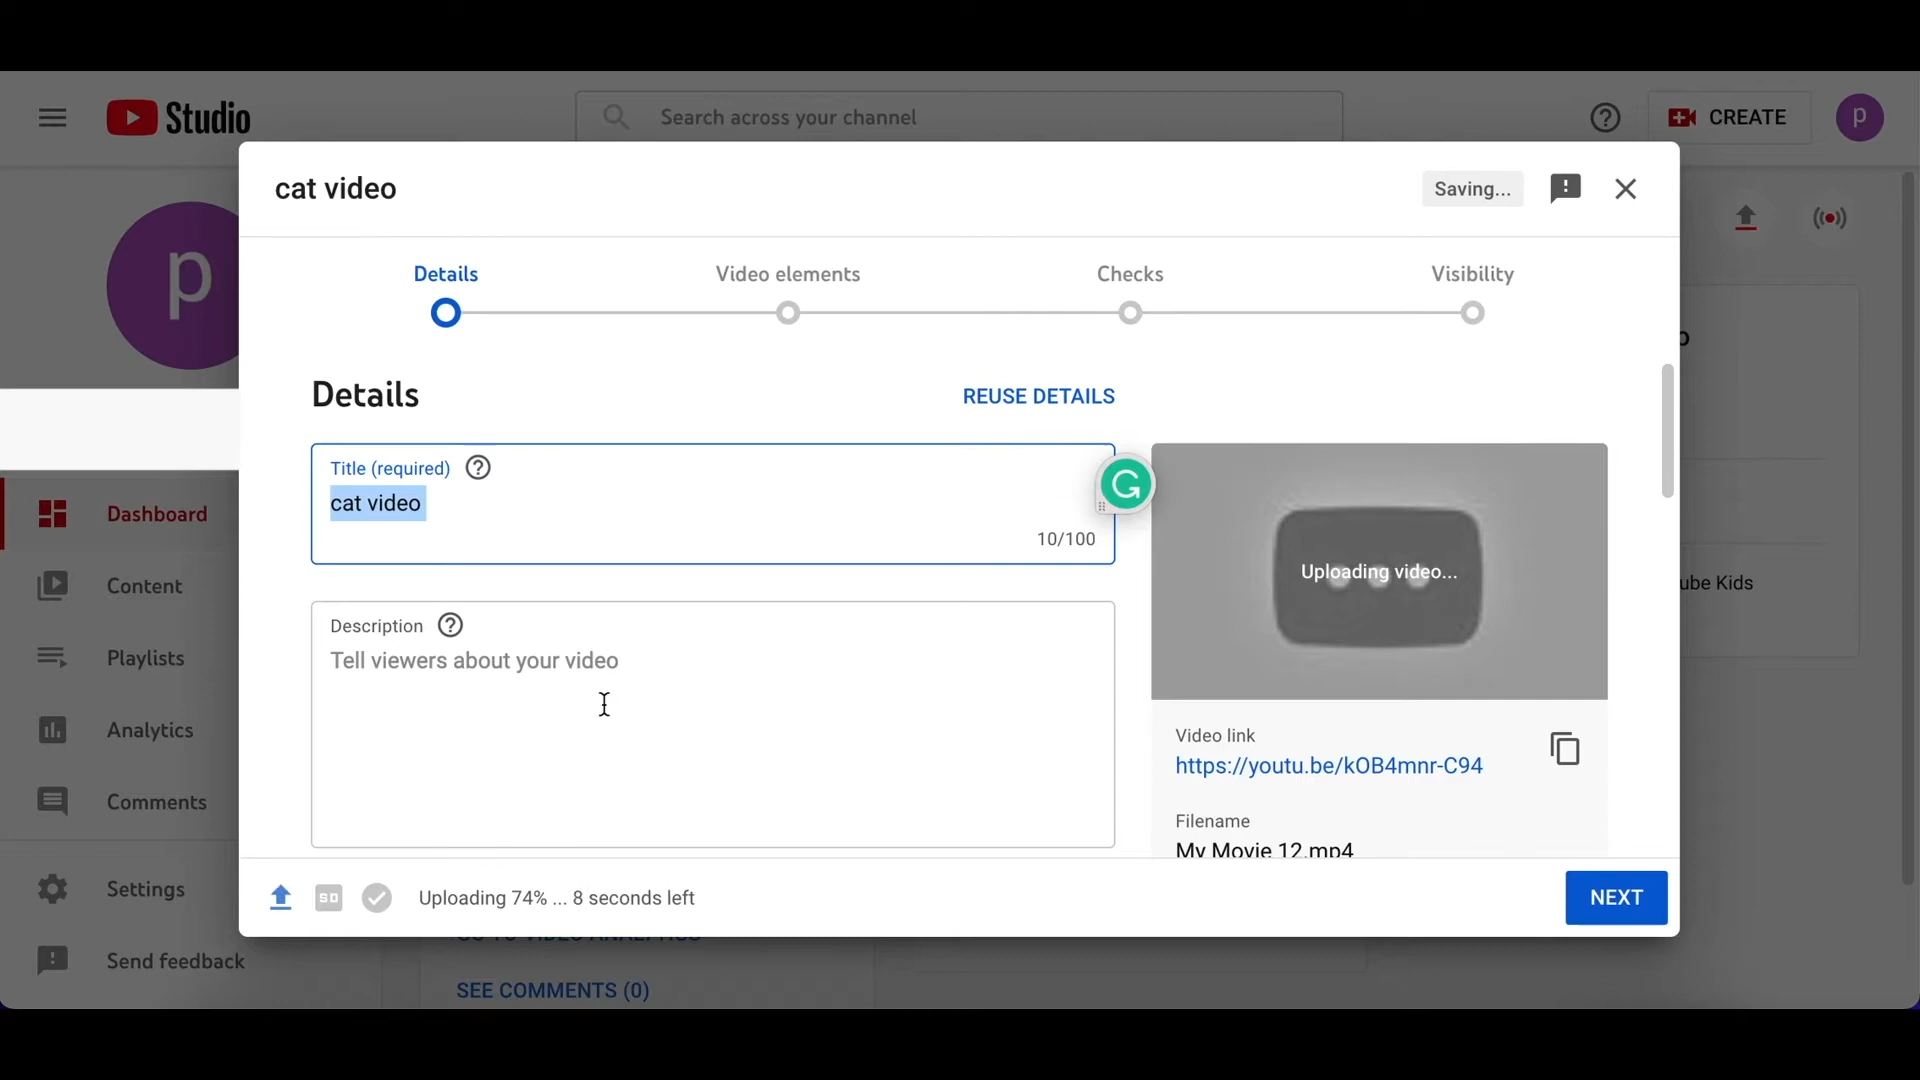 Studio
Search across your channel
CREATE
p
p
cat video
Saving...
Details
Video elements
Checks
Visibility
Details
REUSE DETAILS
Title (required)
cat video
10/100
Uploading video...
Description
Tell viewers about your video
Video link
https://youtu.be/kOB4mnr-C94
Filename
My Movie 12.mp4
SD
Uploading 74% ... 8 seconds left
NEXT
Dashboard
Content
Playlists
Analytics
Comments
Settings
Send feedback
ube Kids
SEE COMMENTS (0)